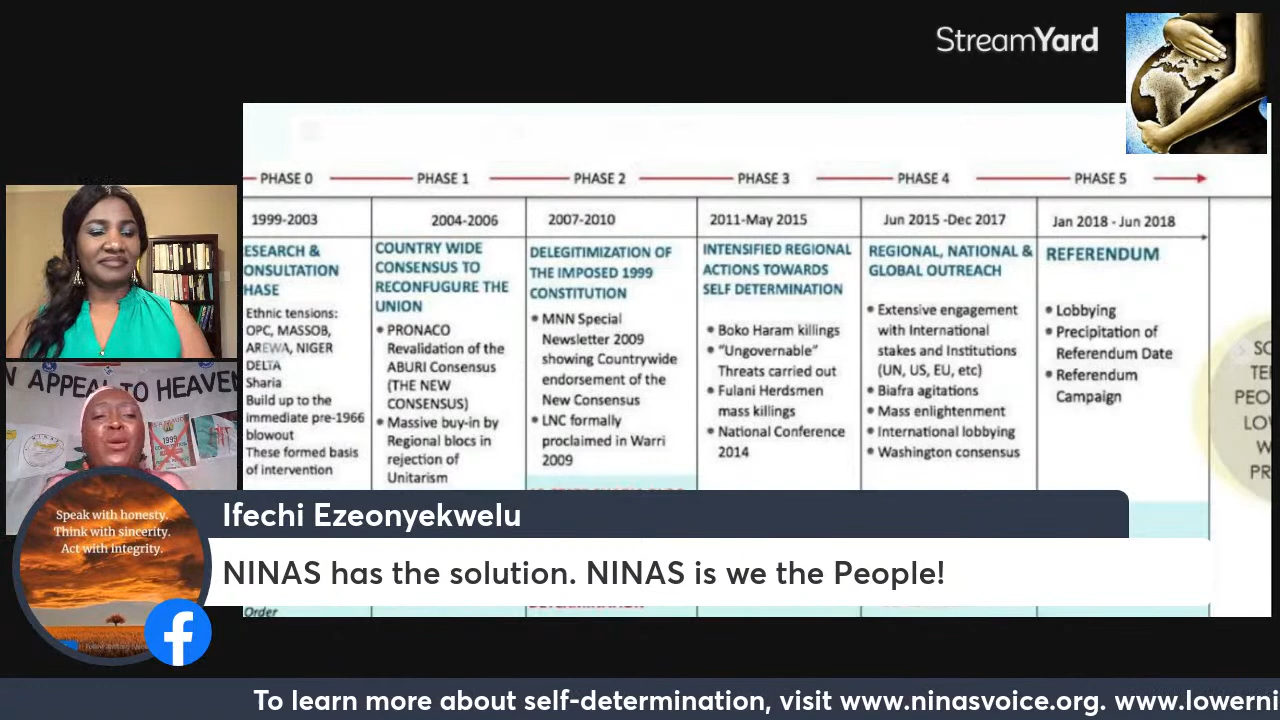 StreamYard
PHASE 0
PHASE 1
PHASE 2
PHASE 3
PHASE 4
PHASE 5
1999-2003
2004-2006
2007-2010
2011-May 2015
Jun 2015 -Dec 2017
Jan 2018 - Jun 2018
ESEARCH &
ONSULTATION
HASE
Ethnic tensions:
OPC, MASSOB,
AREWA, NIGER
DELTA
Sharia
Build up to the
immediate pre-1966
blowout
These formed basis
of intervention
Order
COUNTRY WIDE
CONSENSUS TO
RECONFUGURE THE
UNION
• PRONACO
Revalidation of the
ABURI Consensus
(THE NEW
CONSENSUS)
• Massive buy-in by
Regional blocs in
rejection of
Unitarism
DELEGITIMIZATION OF
THE IMPOSED 1999
CONSTITUTION
• MNN Special
Newsletter 2009
showing Countrywide
endorsement of the
New Consensus
• LNC formally
proclaimed in Warri
2009
INTENSIFIED REGIONAL
ACTIONS TOWARDS
SELF DETERMINATION
• Boko Haram killings
• "Ungovernable"
Threats carried out
• Fulani Herdsmen
mass killings
• National Conference
2014
REGIONAL, NATIONAL &
GLOBAL OUTREACH
• Extensive engagement
with International
stakes and Institutions
(UN, US, EU, etc)
• Biafra agitations
• Mass enlightenment
• International lobbying
• Washington consensus
REFERENDUM
• Lobbying
• Precipitation of
Referendum Date
• Referendum
Campaign
SO
TE
PEO
LO
W
PR
N APPEAL TO HEAVEN
1999
Speak with honesty.
Think with sincerity.
Act with integrity.
Ifechi Ezeonyekwelu
NINAS has the solution. NINAS is we the People!
To learn more about self-determination, visit www.ninasvoice.org. www.lowerni